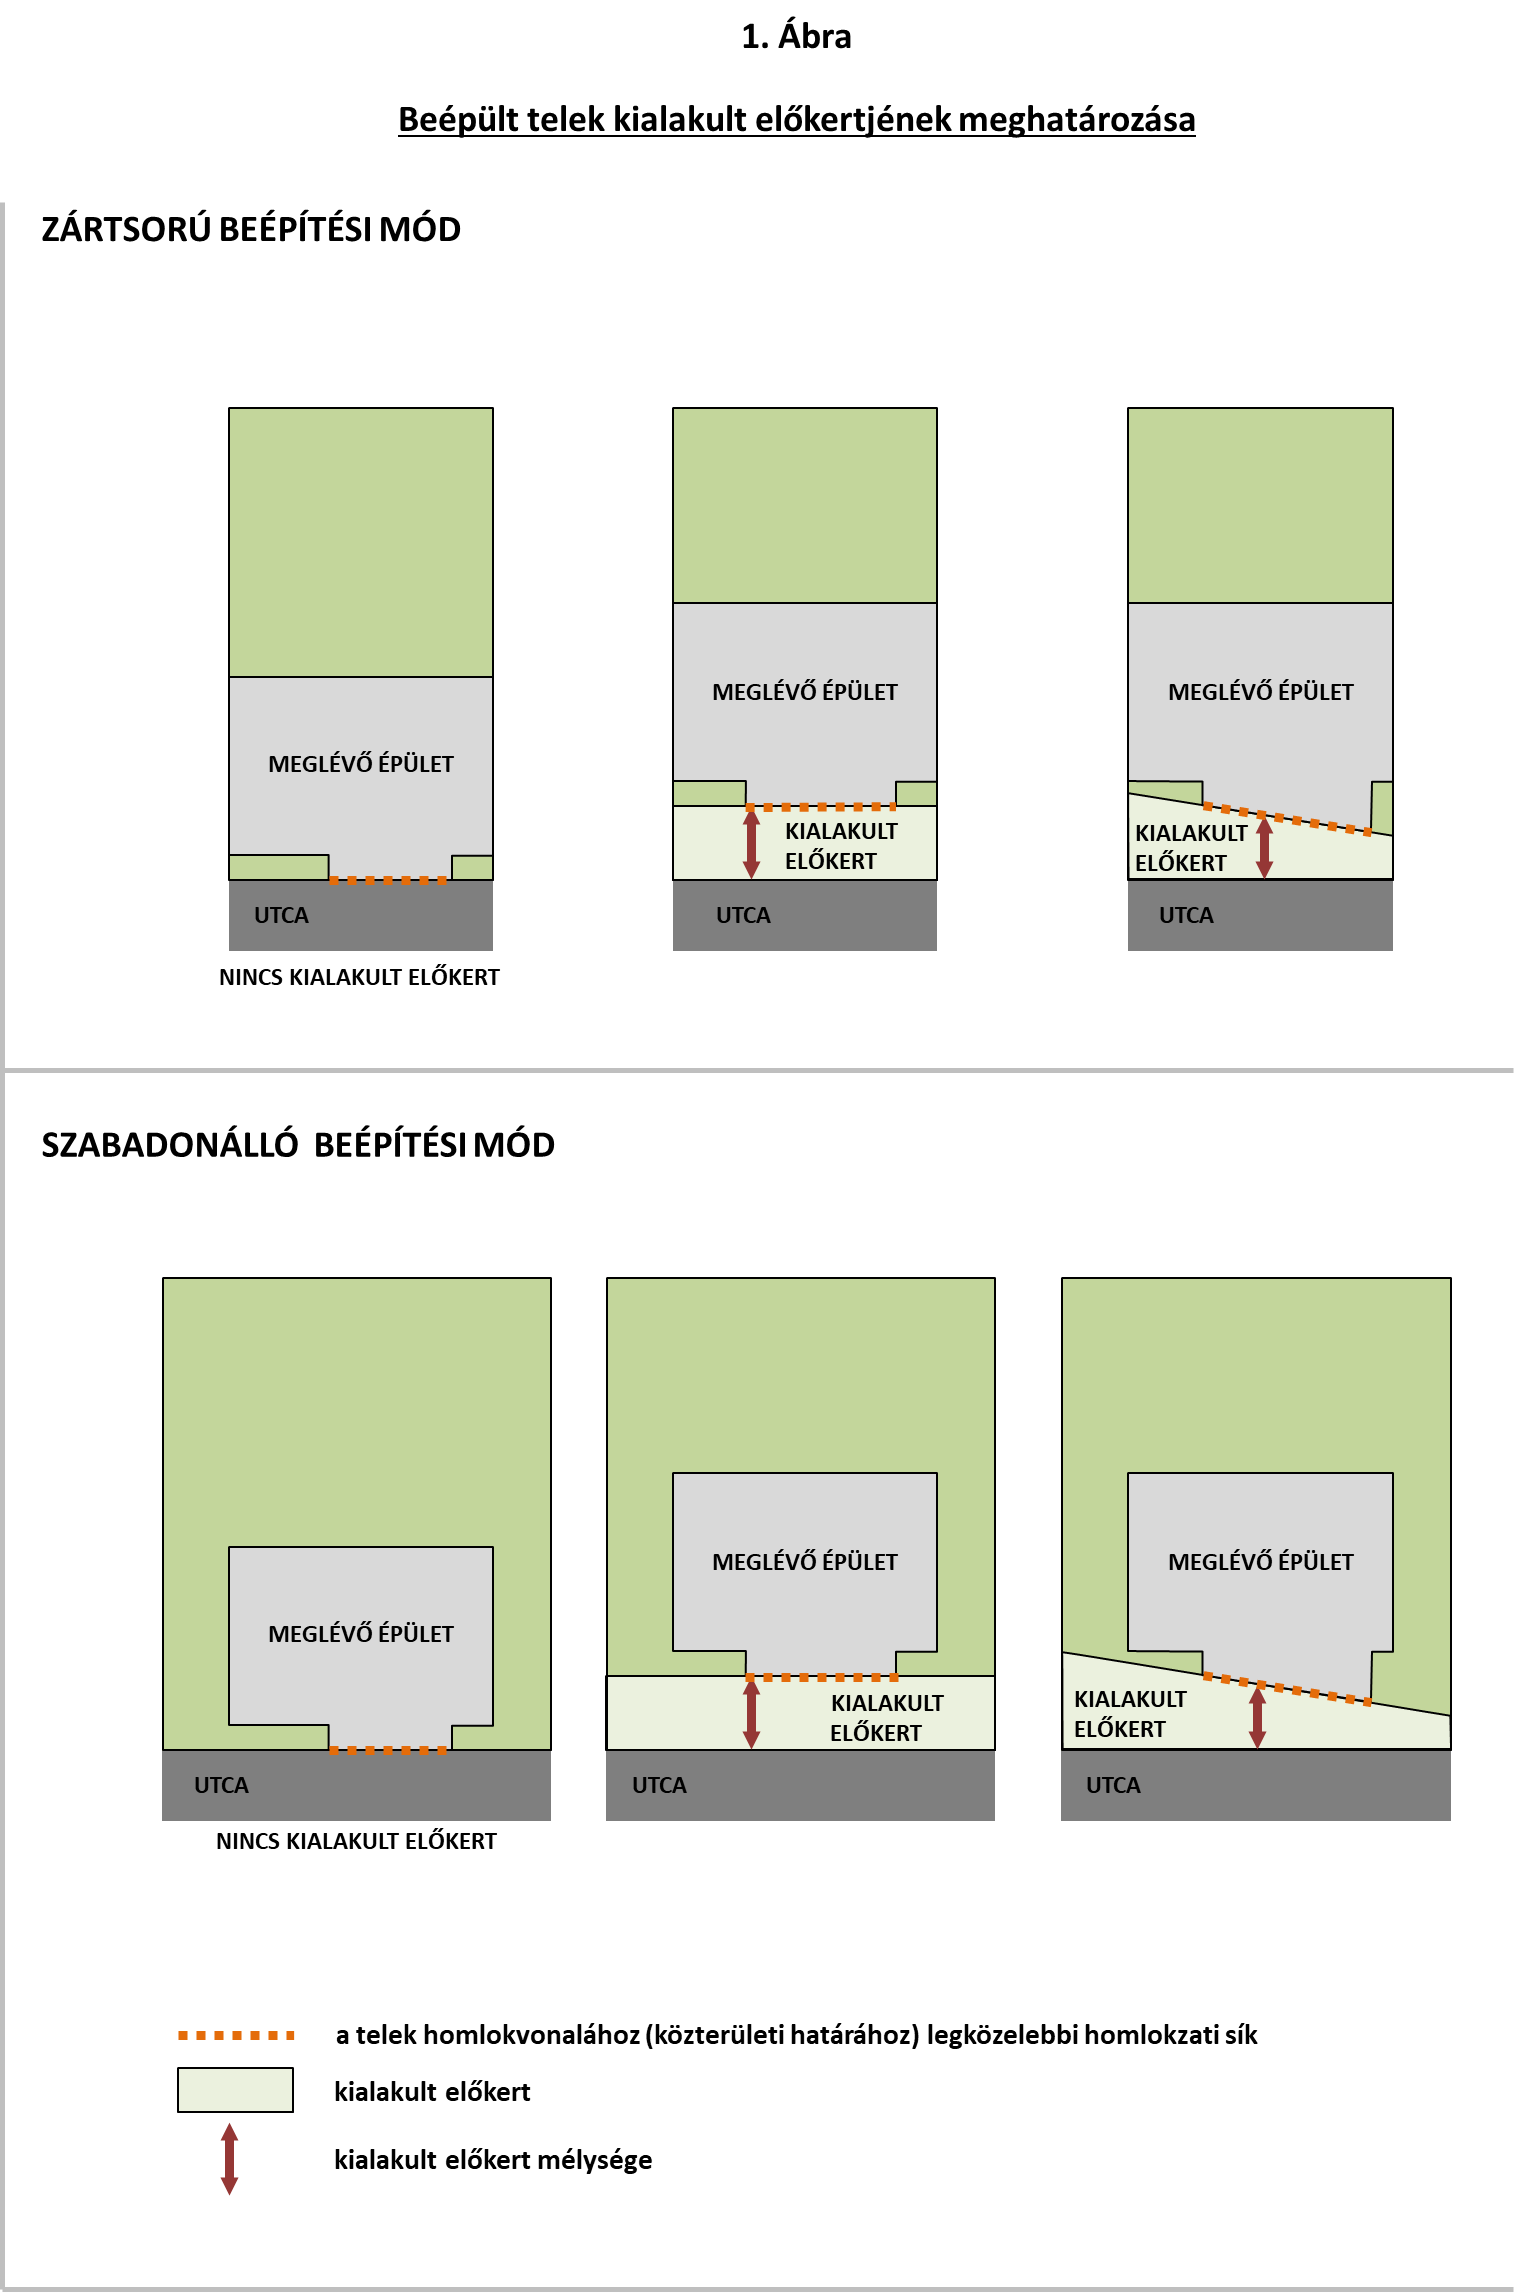 1. Ábra
Beépült telek kialakult előkertjének meghatározása
ZÁRTSORÚ BEÉPÍTÉSI MÓD
MEGLÉVŐ ÉPÜLET
UTCA
NINCS KIALAKULT ELŐKERT
MEGLÉVŐ ÉPÜLET
KIALAKULT
ELŐKERT
UTCA
MEGLÉVŐ ÉPÜLET
KIALAKULT
ELŐKERT
UTCA
SZABADONÁLLÓ BEÉPÍTÉSI MÓD
MEGLÉVŐ ÉPÜLET
UTCA
NINCS KIALAKULT ELŐKERT
MEGLÉVŐ ÉPÜLET
KIALAKULT
ELŐKERT
UTCA
MEGLÉVŐ ÉPÜLET
KIALAKULT
ELŐKERT
UTCA
a telek homlokvonalához (közterületi határához) legközelebbi homlokzati sík
kialakult előkert
kialakult előkert mélysége